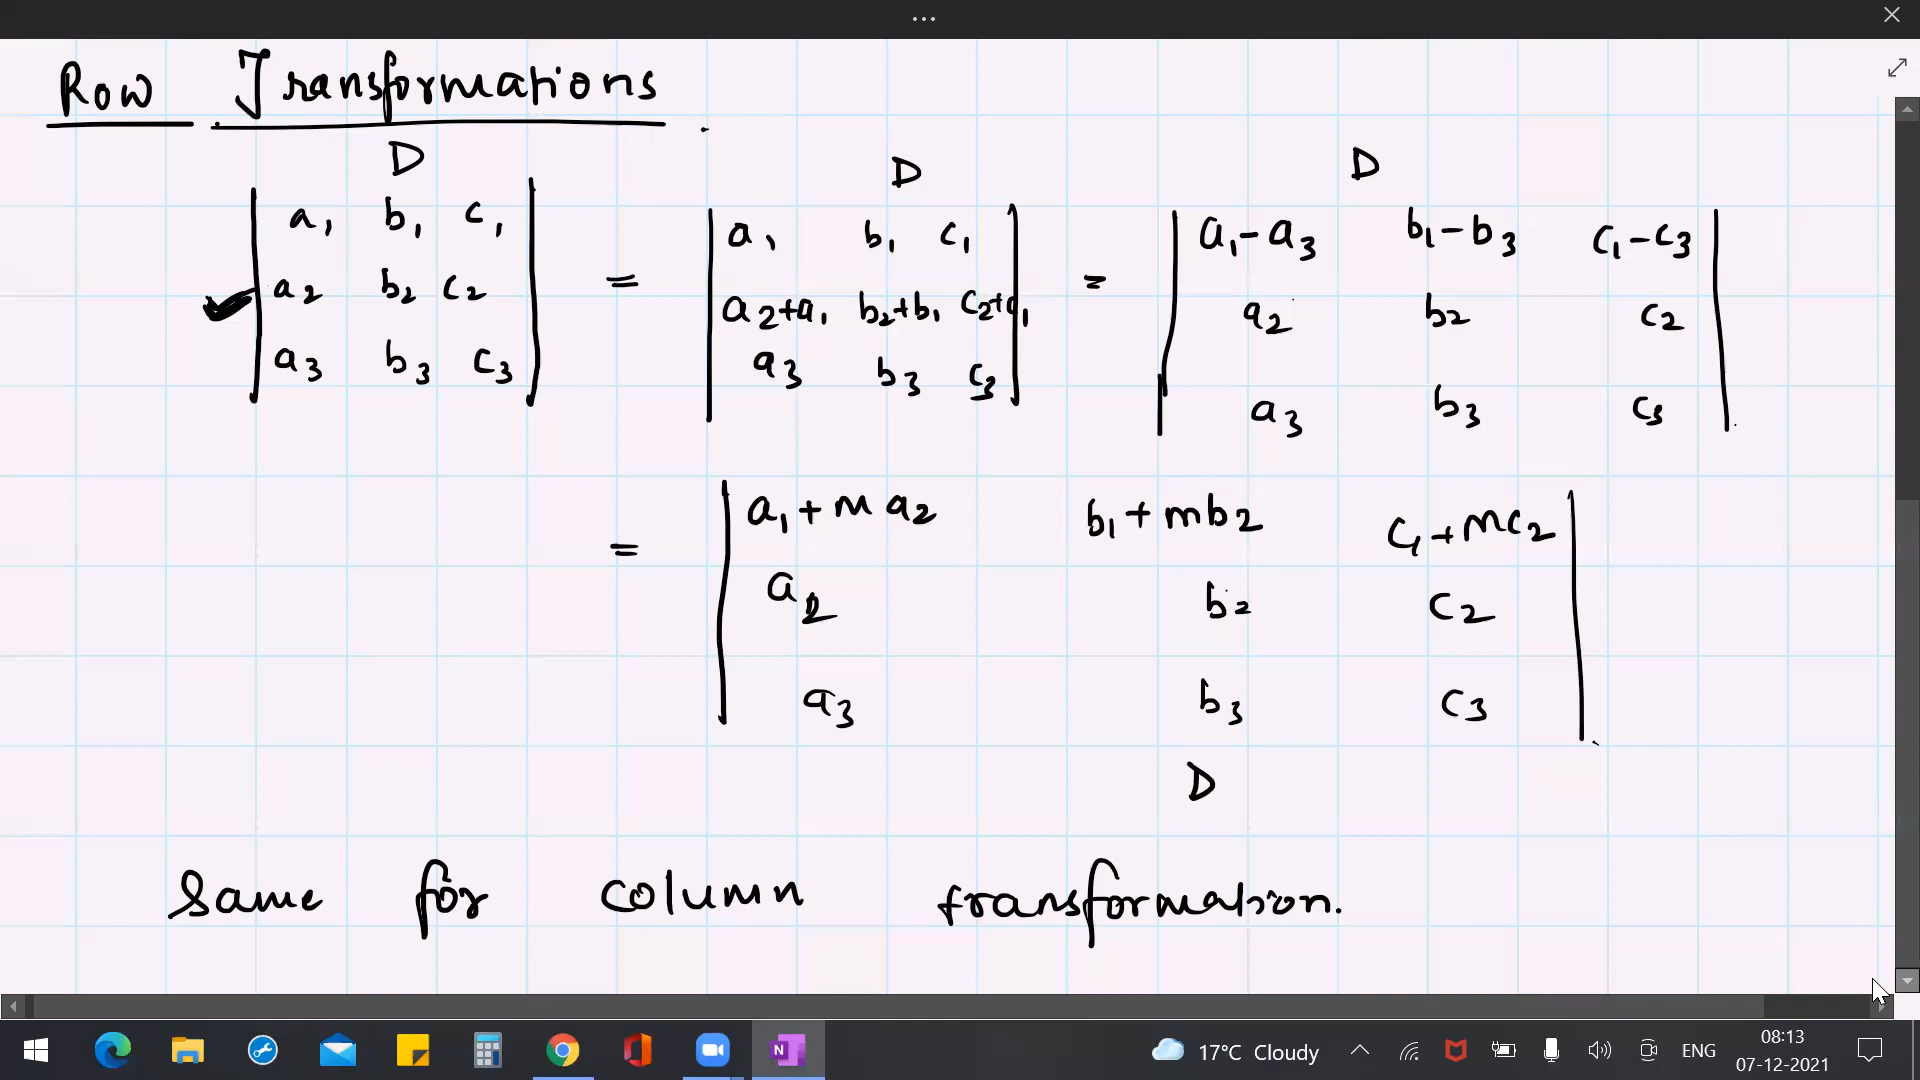 Row Transformations
D D D
| a1 b1 c1 | | a1 b1 c1 | | a1-a3 b1-b3 c1-c3 |
| a2 b2 c2 | = | a2+a1 b2+b1 c2+c1 | = | a2 b2 c2 |
| a3 b3 c3 | | a3 b3 c3 | | a3 b3 c3 |
| a1+m a2 b1+mb2 c1+mc2 |
= | a2 b2 c2 |
| a3 b3 c3 |
D
Same for column transformation.
17°C Cloudy ENG 08:13
07-12-2021